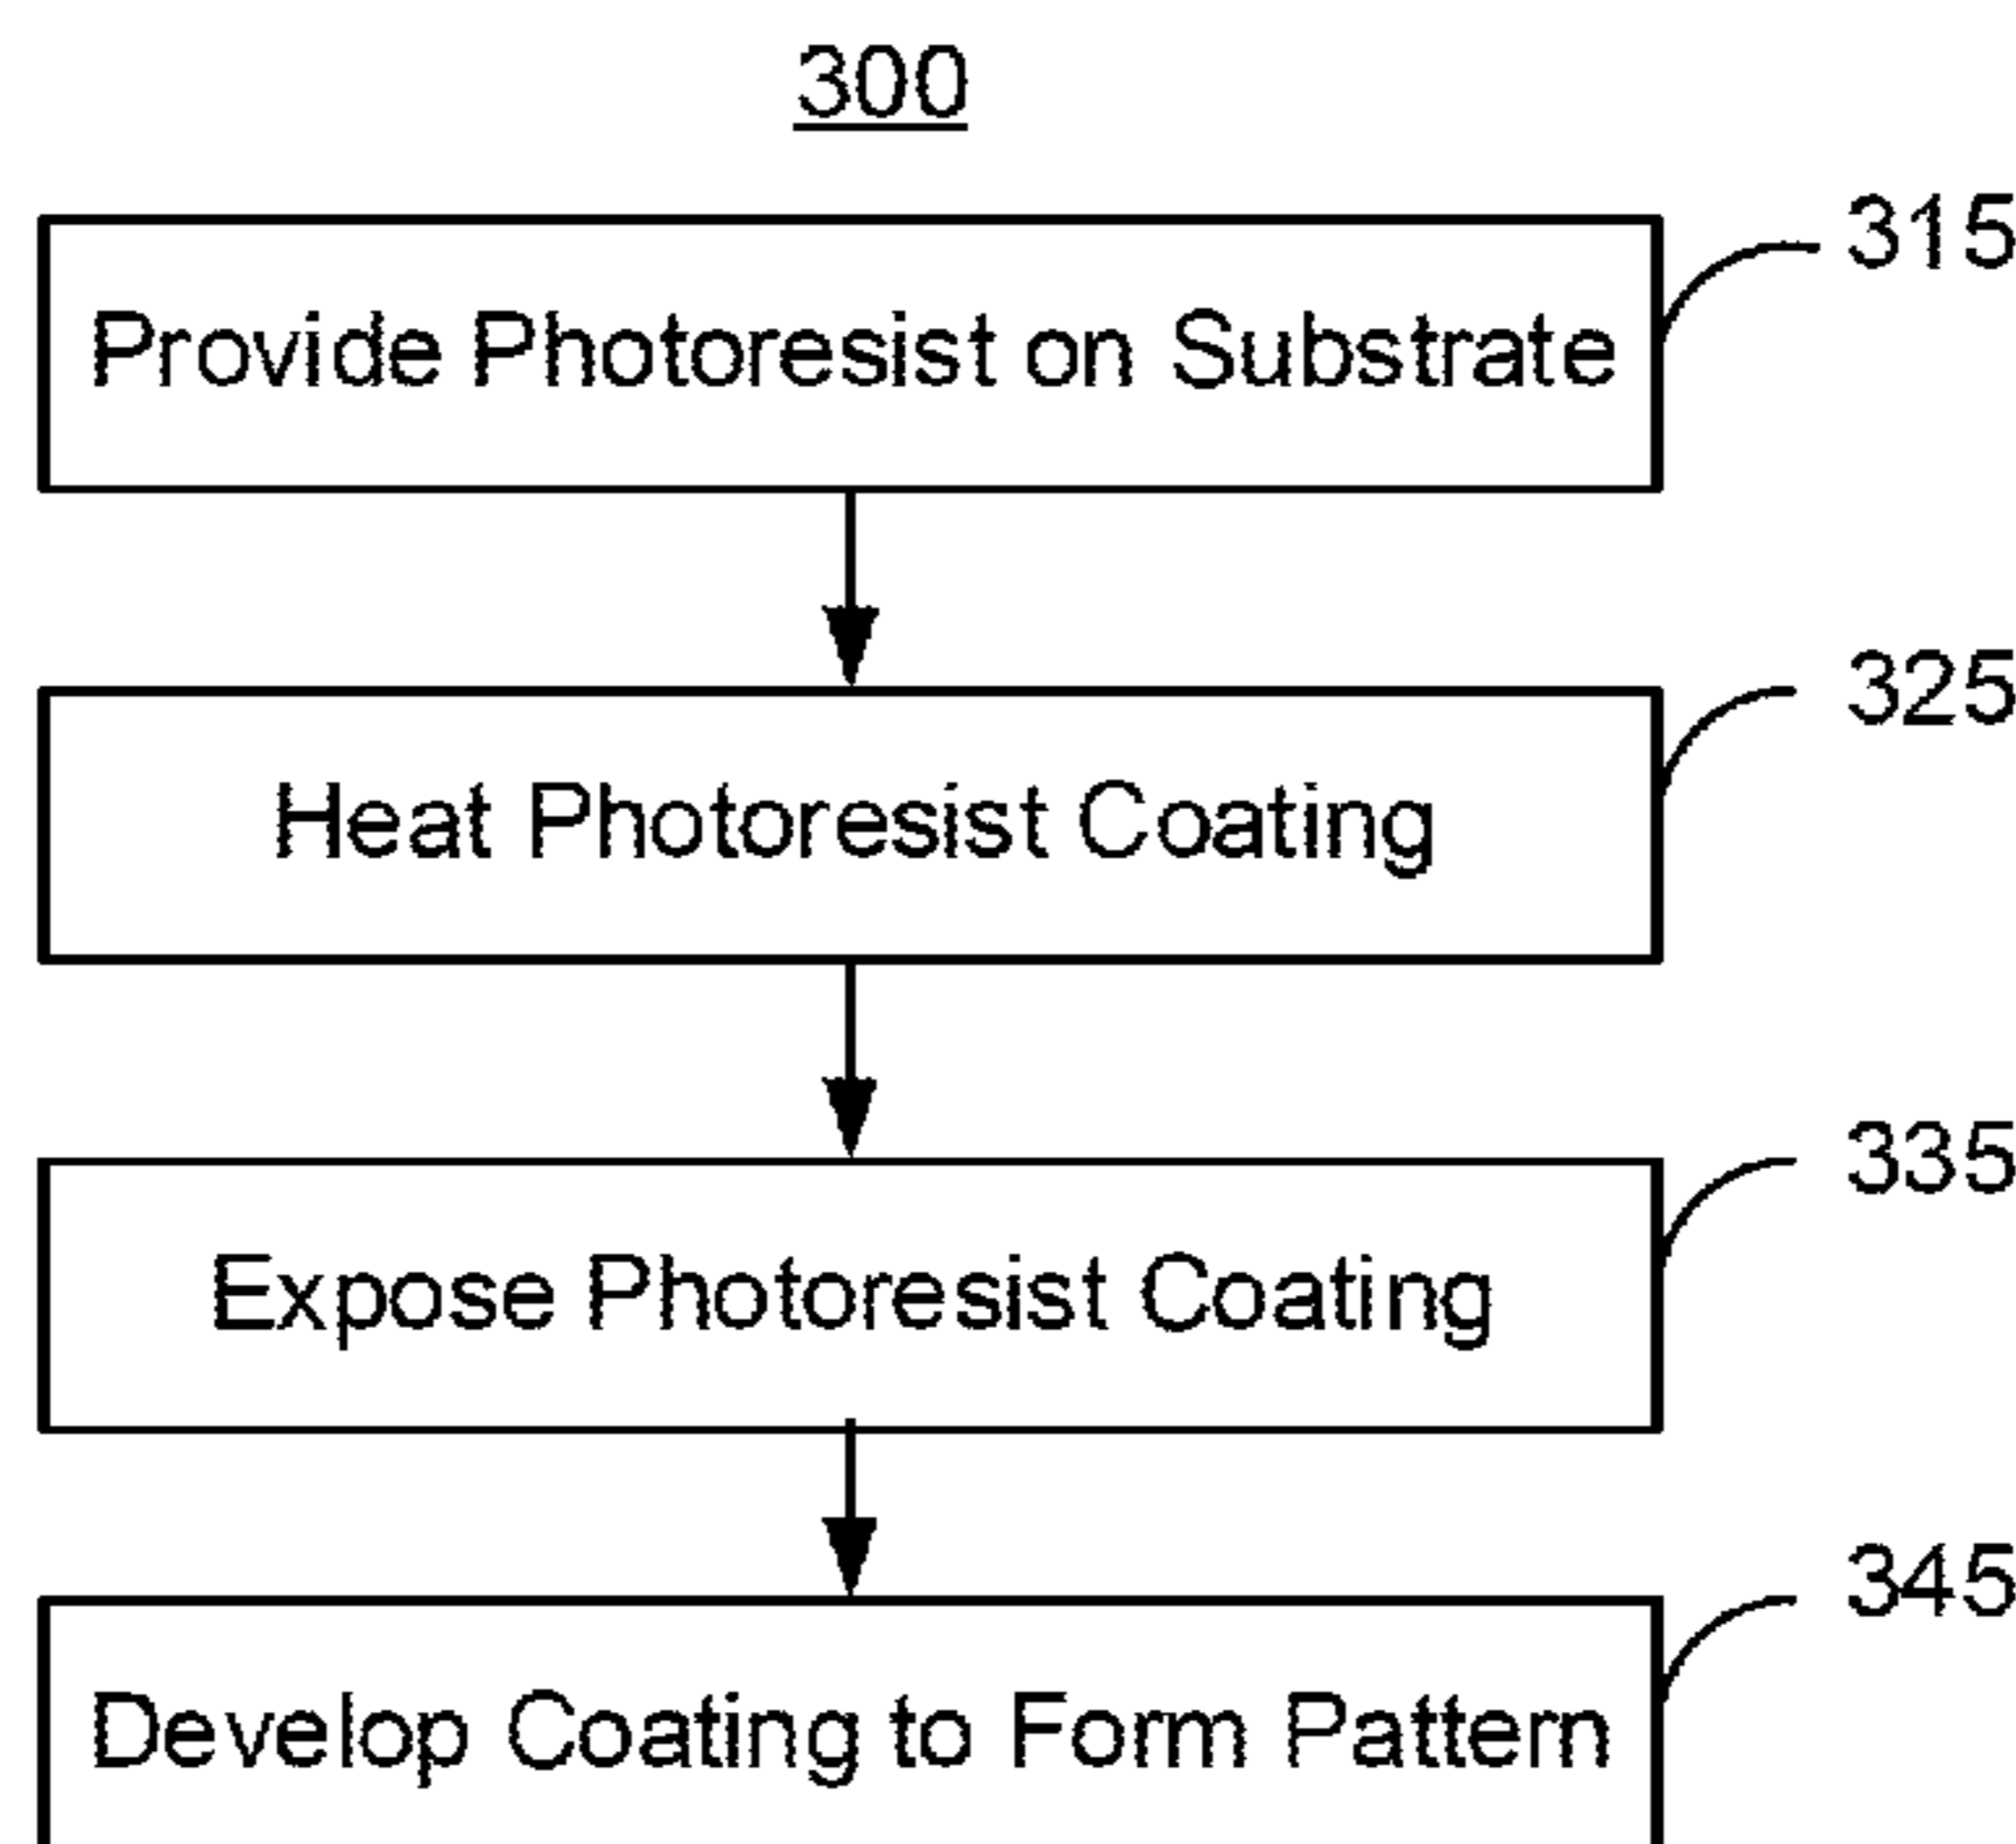 300
315
Provide Photoresist on Substrate
325
Heat Photoresist Coating
335
Expose Photoresist Coating
345
Develop Coating to Form Pattern